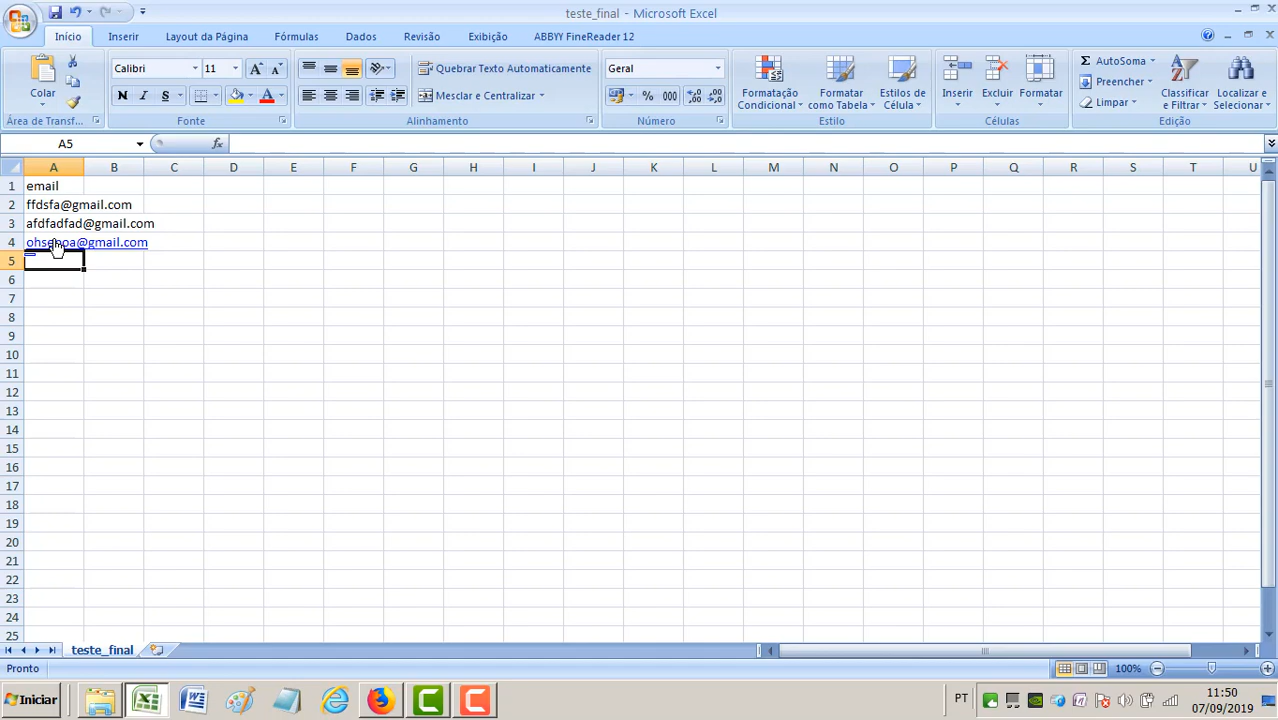 teste_final - Microsoft Excel
Início Inserir Layout da Página Fórmulas Dados Revisão Exibição ABBYY FineReader 12
Colar
Área de Transf...
Calibri 11
N I S
Fonte
Quebrar Texto Automaticamente
Mesclar e Centralizar
Alinhamento
Geral
% 000
Número
Formatação Condicional
Formatar como Tabela
Estilos de Célula
Estilo
Inserir Excluir Formatar
Células
Σ AutoSoma
Preencher
Limpar
Classificar e Filtrar
Localizar e Selecionar
Edição
A5 fx
A B C D E F G H I J K L M N O P Q R S T U
1 email
2 ffdsfa@gmail.com
3 afdfadfad@gmail.com
4
5
6
7
8
9
10
11
12
13
14
15
16
17
18
19
20
21
22
23
24
25
teste_final
Pronto 100%
Iniciar PT 11:50
07/09/2019